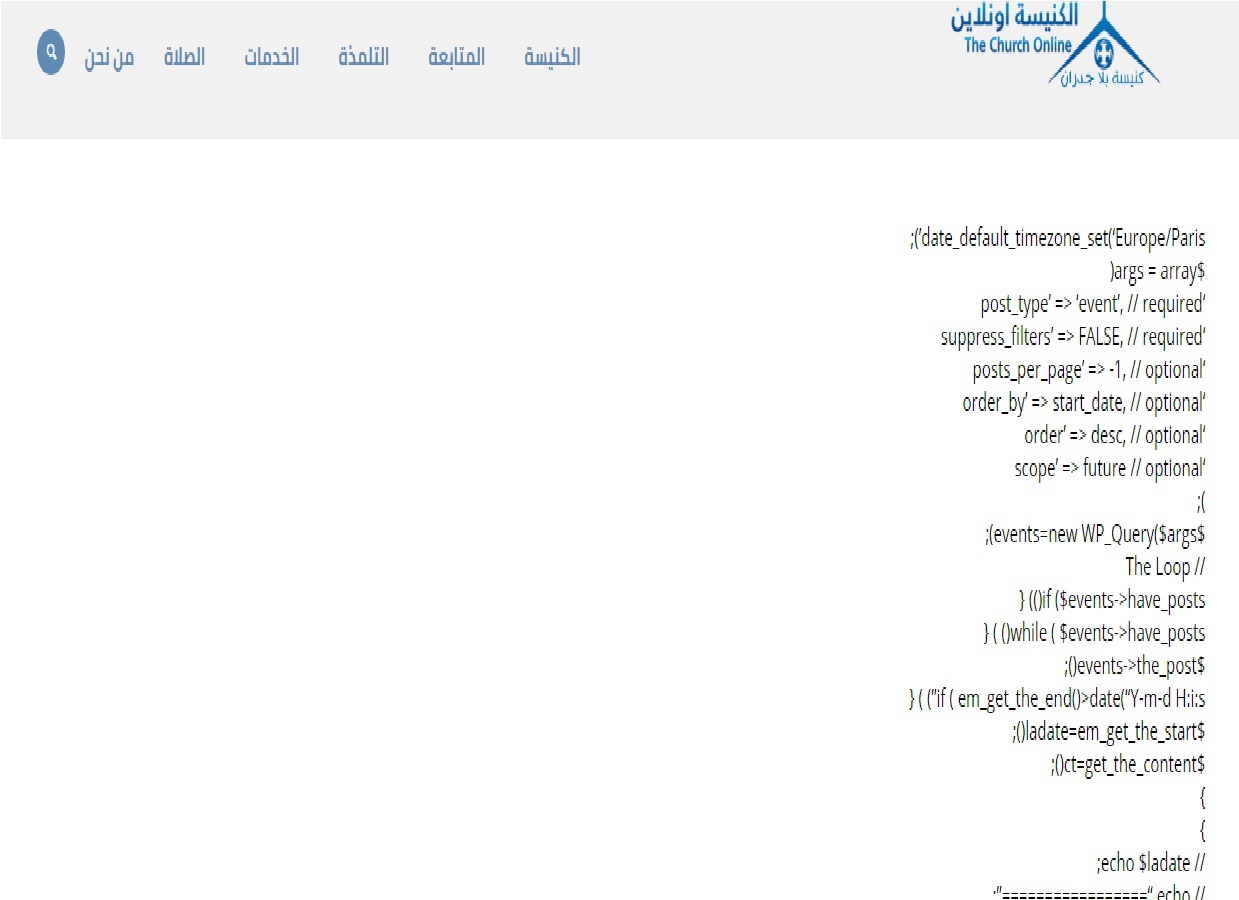 الكنيسة اونلاين
The Church Online
كنيسة بلا جدران
الكنيسة المتابعة التلمذة الخدمات الصلاة من نحن
date_default_timezone_set(‘Europe/Paris’);
$args = array(
‘post_type’ => ‘event’, // required
‘suppress_filters’ => FALSE, // required
‘posts_per_page’ => -1, // optional
‘order_by’ => start_date, // optional
‘order’ => desc, // optional
‘scope’ => future // optional
);
$events=new WP_Query($args);
// The Loop
if ($events->have_posts()) {
while ( $events->have_posts() ) {
$events->the_post();
if ( em_get_the_end()>date(“Y-m-d H:i:s”) ) {
$ladate=em_get_the_start();
$ct=get_the_content();
}
}
// echo $ladate;
// echo “=================”;